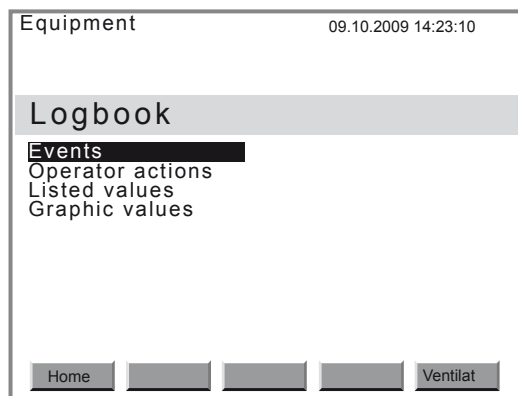 Equipment 09.10.2009 14:23:10
Logbook
Events
Operator actions
Listed values
Graphic values
Home Ventilat